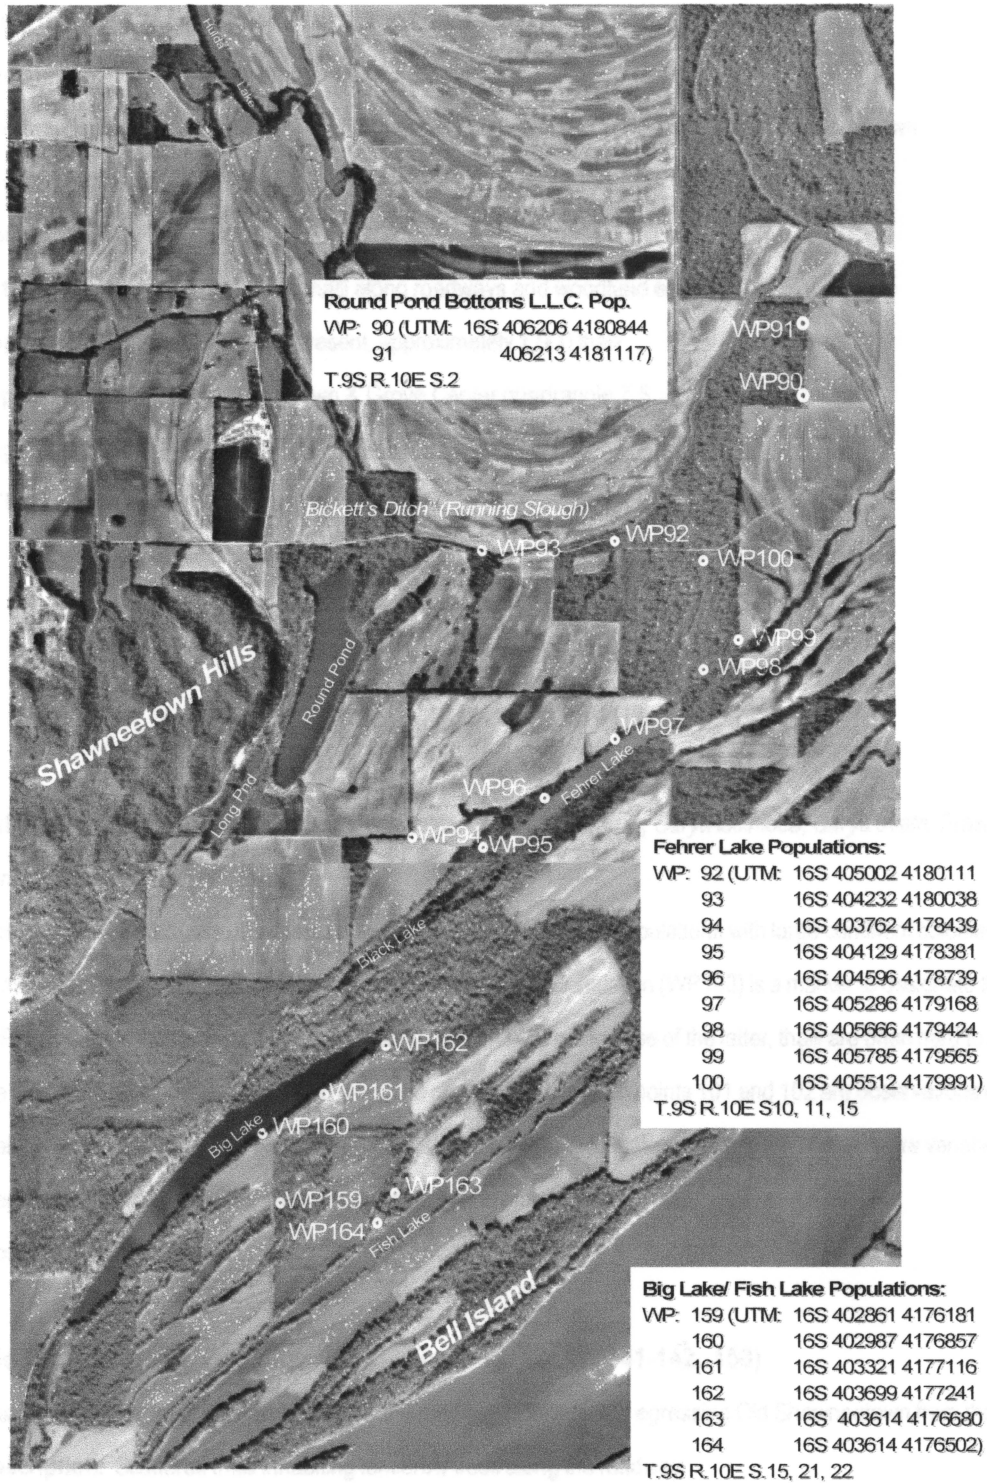 Hulda
Lake
Round Pond Bottoms L.L.C. Pop.
WP: 90 (UTM: 16S 406206 4180844
91 406213 4181117)
T.9S R.10E S.2
WP91
WP90
"Bickett's Ditch" (Running Slough)
WP93
WP92
WP100
WP99
WP98
Shawneetown Hills
Round Pond
WP97
Fehrer Lake
WP96
Long Pnd
WP94
WP95
Fehrer Lake Populations:
WP: 92 (UTM: 16S 405002 4180111
93 16S 404232 4180038
94 16S 403762 4178439
95 16S 404129 4178381
96 16S 404596 4178739
97 16S 405286 4179168
98 16S 405666 4179424
99 16S 405785 4179565
100 16S 405512 4179991)
T.9S R.10E S10, 11, 15
Black Lake
WP162
WP161
Big Lake
WP160
WP163
WP159
WP164
Fish Lake
Bell Island
Big Lake/ Fish Lake Populations:
WP: 159 (UTM: 16S 402861 4176181
160 16S 402987 4176857
161 16S 403321 4177116
162 16S 403699 4177241
163 16S 403614 4176680
164 16S 403614 4176502)
T.9S R.10E S.15, 21, 22